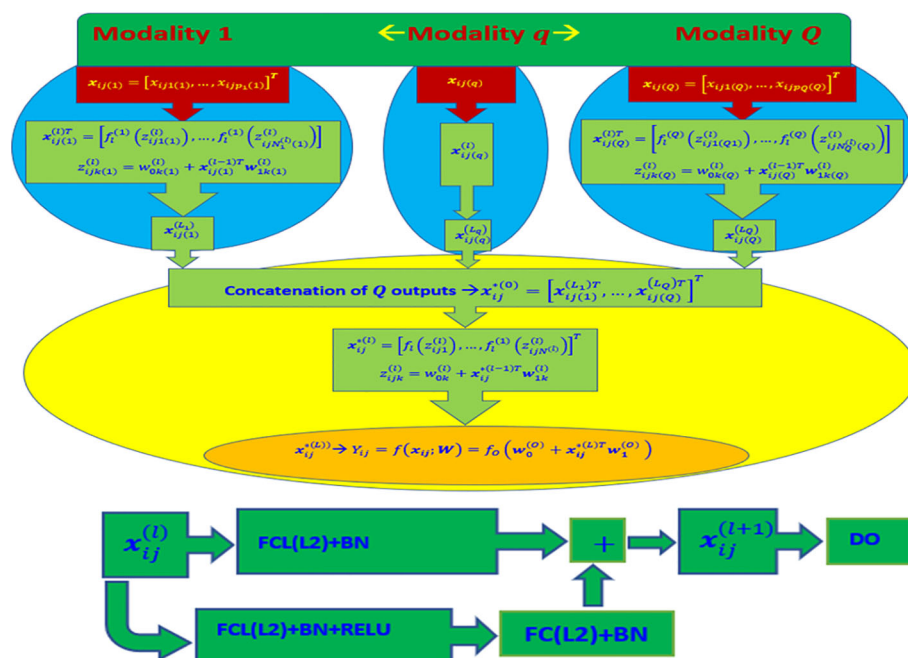 Modality 1 ←Modality q→ Modality Q
x_{ij(1)} = [x_{ij1(1)}, …, x_{ijp_1(1)}]^T
x_{ij(q)}
x_{ij(Q)} = [x_{ij1(Q)}, …, x_{ijp_Q(Q)}]^T
x_{ij(1)}^{(l)T} = [f_l^{(1)}(z_{ij1(1)}^{(l)}), …, f_l^{(1)}(z_{ijN_1^{(l)}(1)}^{(l)})]
z_{ijk(1)}^{(l)} = w_{0k(1)}^{(l)} + x_{ij(1)}^{(l-1)T} w_{1k(1)}^{(l)}
x_{ij(q)}^{(l)}
x_{ij(Q)}^{(l)T} = [f_l^{(Q)}(z_{ij1(Q1)}^{(l)}), …, f_l^{(Q)}(z_{ijN_Q^{(l)}(Q)}^{(l)})]
z_{ijk(Q)}^{(l)} = w_{0k(Q)}^{(l)} + x_{ij(Q)}^{(l-1)T} w_{1k(Q)}^{(l)}
x_{ij(1)}^{(L_1)}
x_{ij(q)}^{(L_q)}
x_{ij(Q)}^{(L_Q)}
Concatenation of Q outputs → x_{ij}^{*(0)} = [x_{ij(1)}^{(L_1)T}, …, x_{ij(Q)}^{(L_Q)T}]^T
x_{ij}^{*(l)} = [f_l(z_{ij1}^{(l)}), …, f_l^{(1)}(z_{ijN^{(l)}}^{(l)})]^T
z_{ijk}^{(l)} = w_{0k}^{(l)} + x_{ij}^{*(l-1)T} w_{1k}^{(l)}
x_{ij}^{*(L))} → Y_{ij} = f(x_{ij}; W) = f_O(w_0^{(O)} + x_{ij}^{*(L)T} w_1^{(O)})
x_{ij}^{(l)} FCL(L2)+BN + x_{ij}^{(l+1)} DO
FCL(L2)+BN+RELU FC(L2)+BN